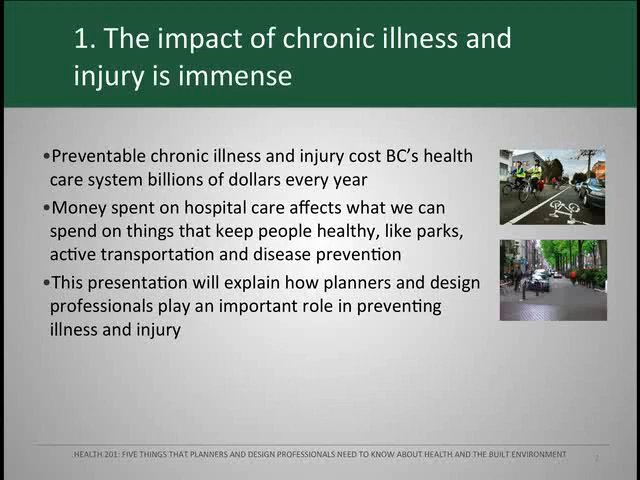 1. The impact of chronic illness and
injury is immense
•Preventable chronic illness and injury cost BC's health
care system billions of dollars every year
•Money spent on hospital care affects what we can
spend on things that keep people healthy, like parks,
active transportation and disease prevention
•This presentation will explain how planners and design
professionals play an important role in preventing
illness and injury
HEALTH 201: FIVE THINGS THAT PLANNERS AND DESIGN PROFESSIONALS NEED TO KNOW ABOUT HEALTH AND THE BUILT ENVIRONMENT